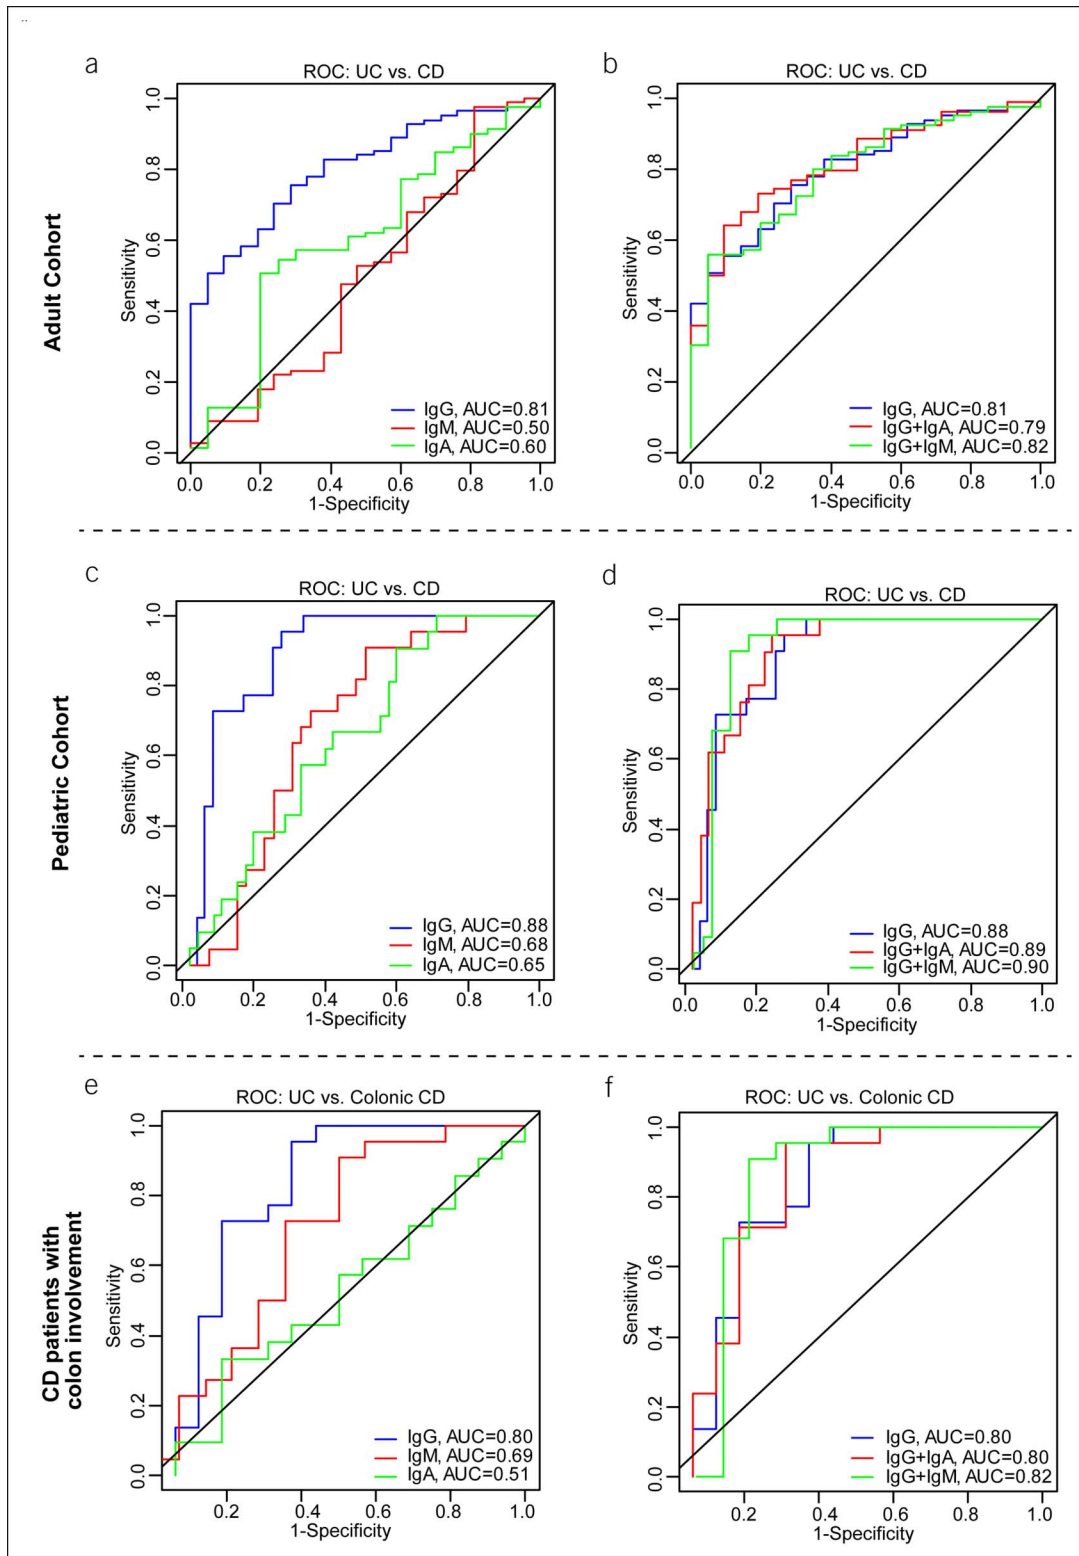 a
ROC: UC vs. CD
Adult Cohort
Sensitivity
0.0 0.2 0.4 0.6 0.8 1.0
IgG, AUC=0.81
IgM, AUC=0.50
IgA, AUC=0.60
0.0 0.2 0.4 0.6 0.8 1.0
1-Specificity
b
ROC: UC vs. CD
Sensitivity
0.0 0.2 0.4 0.6 0.8 1.0
IgG, AUC=0.81
IgG+IgA, AUC=0.79
IgG+IgM, AUC=0.82
0.0 0.2 0.4 0.6 0.8 1.0
1-Specificity
c
ROC: UC vs. CD
Pediatric Cohort
Sensitivity
0.0 0.2 0.4 0.6 0.8 1.0
IgG, AUC=0.88
IgM, AUC=0.68
IgA, AUC=0.65
0.0 0.2 0.4 0.6 0.8 1.0
1-Specificity
d
ROC: UC vs. CD
Sensitivity
0.0 0.2 0.4 0.6 0.8 1.0
IgG, AUC=0.88
IgG+IgA, AUC=0.89
IgG+IgM, AUC=0.90
0.0 0.2 0.4 0.6 0.8 1.0
1-Specificity
e
ROC: UC vs. Colonic CD
CD patients with
colon involvement
Sensitivity
0.0 0.2 0.4 0.6 0.8 1.0
IgG, AUC=0.80
IgM, AUC=0.69
IgA, AUC=0.51
0.2 0.4 0.6 0.8 1.0
1-Specificity
f
ROC: UC vs. Colonic CD
Sensitivity
0.0 0.2 0.4 0.6 0.8 1.0
IgG, AUC=0.80
IgG+IgA, AUC=0.80
IgG+IgM, AUC=0.82
0.2 0.4 0.6 0.8 1.0
1-Specificity